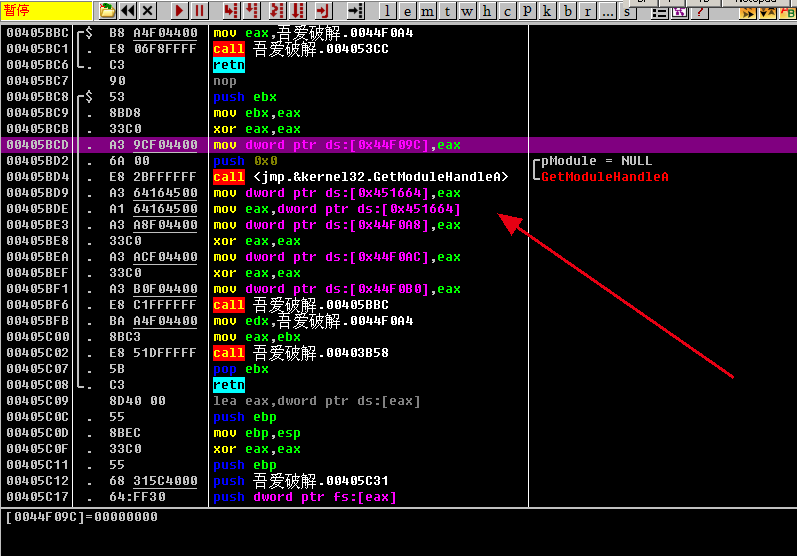 暂停 l e m t w h c p k b r ... s
00405BBC $ B8 A4F04400 mov eax,吾爱破解.0044F0A4
00405BC1 . E8 06F8FFFF call 吾爱破解.004053CC
00405BC6 . C3 retn
00405BC7 90 nop
00405BC8 $ 53 push ebx
00405BC9 . 8BD8 mov ebx,eax
00405BCB . 33C0 xor eax,eax
00405BCD . A3 9CF04400 mov dword ptr ds:[0x44F09C],eax
00405BD2 . 6A 00 push 0x0 pModule = NULL
00405BD4 . E8 2BFFFFFF call <jmp.&kernel32.GetModuleHandleA> GetModuleHandleA
00405BD9 . A3 64164500 mov dword ptr ds:[0x451664],eax
00405BDE . A1 64164500 mov eax,dword ptr ds:[0x451664]
00405BE3 . A3 A8F04400 mov dword ptr ds:[0x44F0A8],eax
00405BE8 . 33C0 xor eax,eax
00405BEA . A3 ACF04400 mov dword ptr ds:[0x44F0AC],eax
00405BEF . 33C0 xor eax,eax
00405BF1 . A3 B0F04400 mov dword ptr ds:[0x44F0B0],eax
00405BF6 . E8 C1FFFFFF call 吾爱破解.00405BBC
00405BFB . BA A4F04400 mov edx,吾爱破解.0044F0A4
00405C00 . 8BC3 mov eax,ebx
00405C02 . E8 51DFFFFF call 吾爱破解.00403B58
00405C07 . 5B pop ebx
00405C08 . C3 retn
00405C09 8D40 00 lea eax,dword ptr ds:[eax]
00405C0C . 55 push ebp
00405C0D . 8BEC mov ebp,esp
00405C0F . 33C0 xor eax,eax
00405C11 . 55 push ebp
00405C12 . 68 315C4000 push 吾爱破解.00405C31
00405C17 . 64:FF30 push dword ptr fs:[eax]
[0044F09C]=00000000